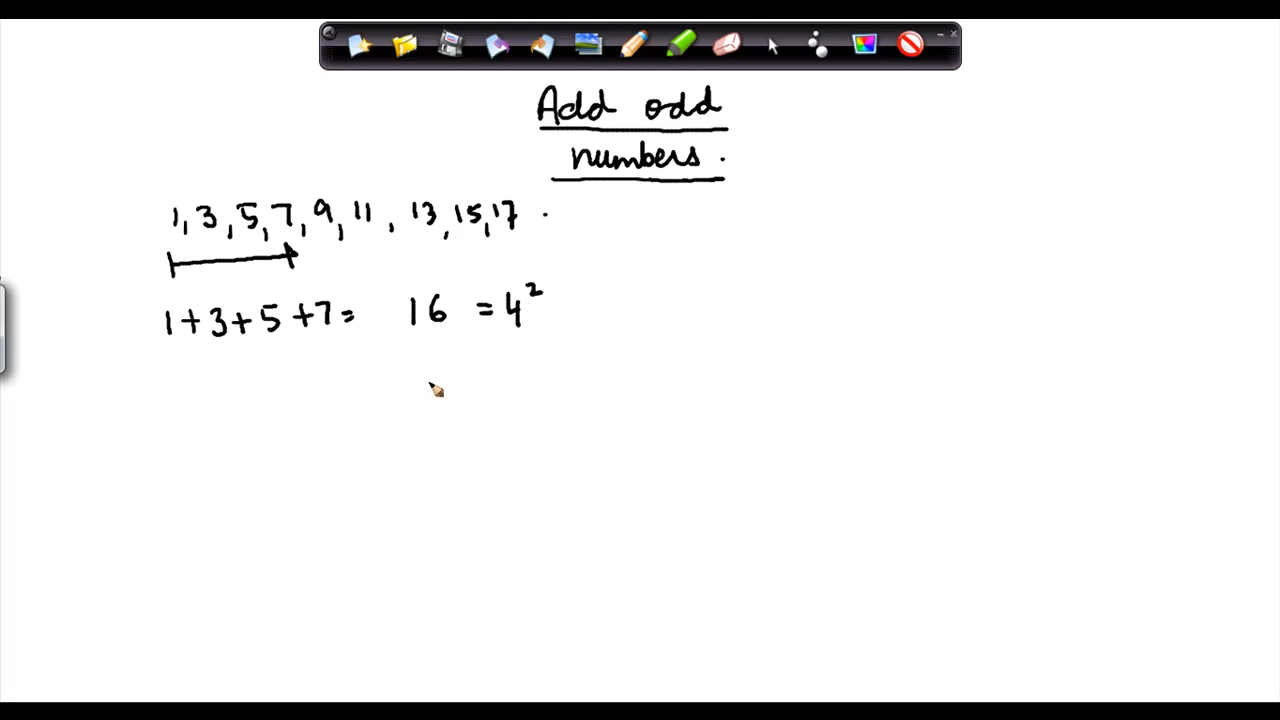 Add odd
numbers.
1, 3, 5, 7, 9, 11, 13, 15, 17.
1+3+5+7= 16 =4²